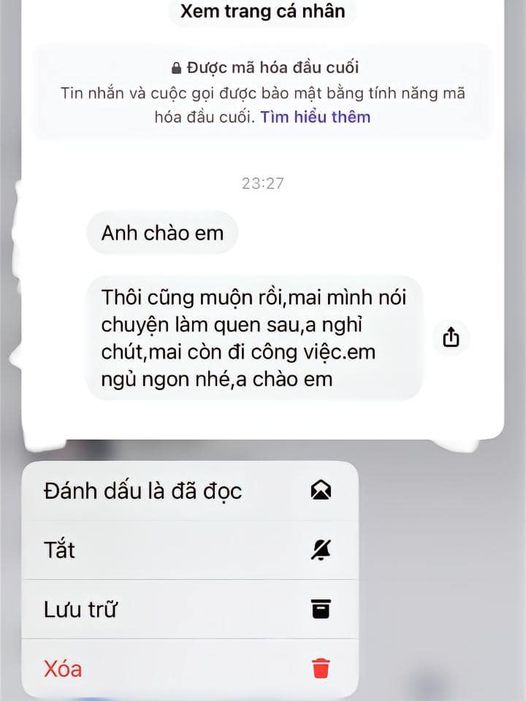 Xem trang cá nhân
Được mã hóa đầu cuối
Tin nhắn và cuộc gọi được bảo mật bằng tính năng mã
hóa đầu cuối. Tìm hiểu thêm
23:27
Anh chào em
Thôi cũng muộn rồi,mai mình nói
chuyện làm quen sau,a nghỉ
chút,mai còn đi công việc.em
ngủ ngon nhé,a chào em
Đánh dấu là đã đọc
Tắt
Lưu trữ
Xóa